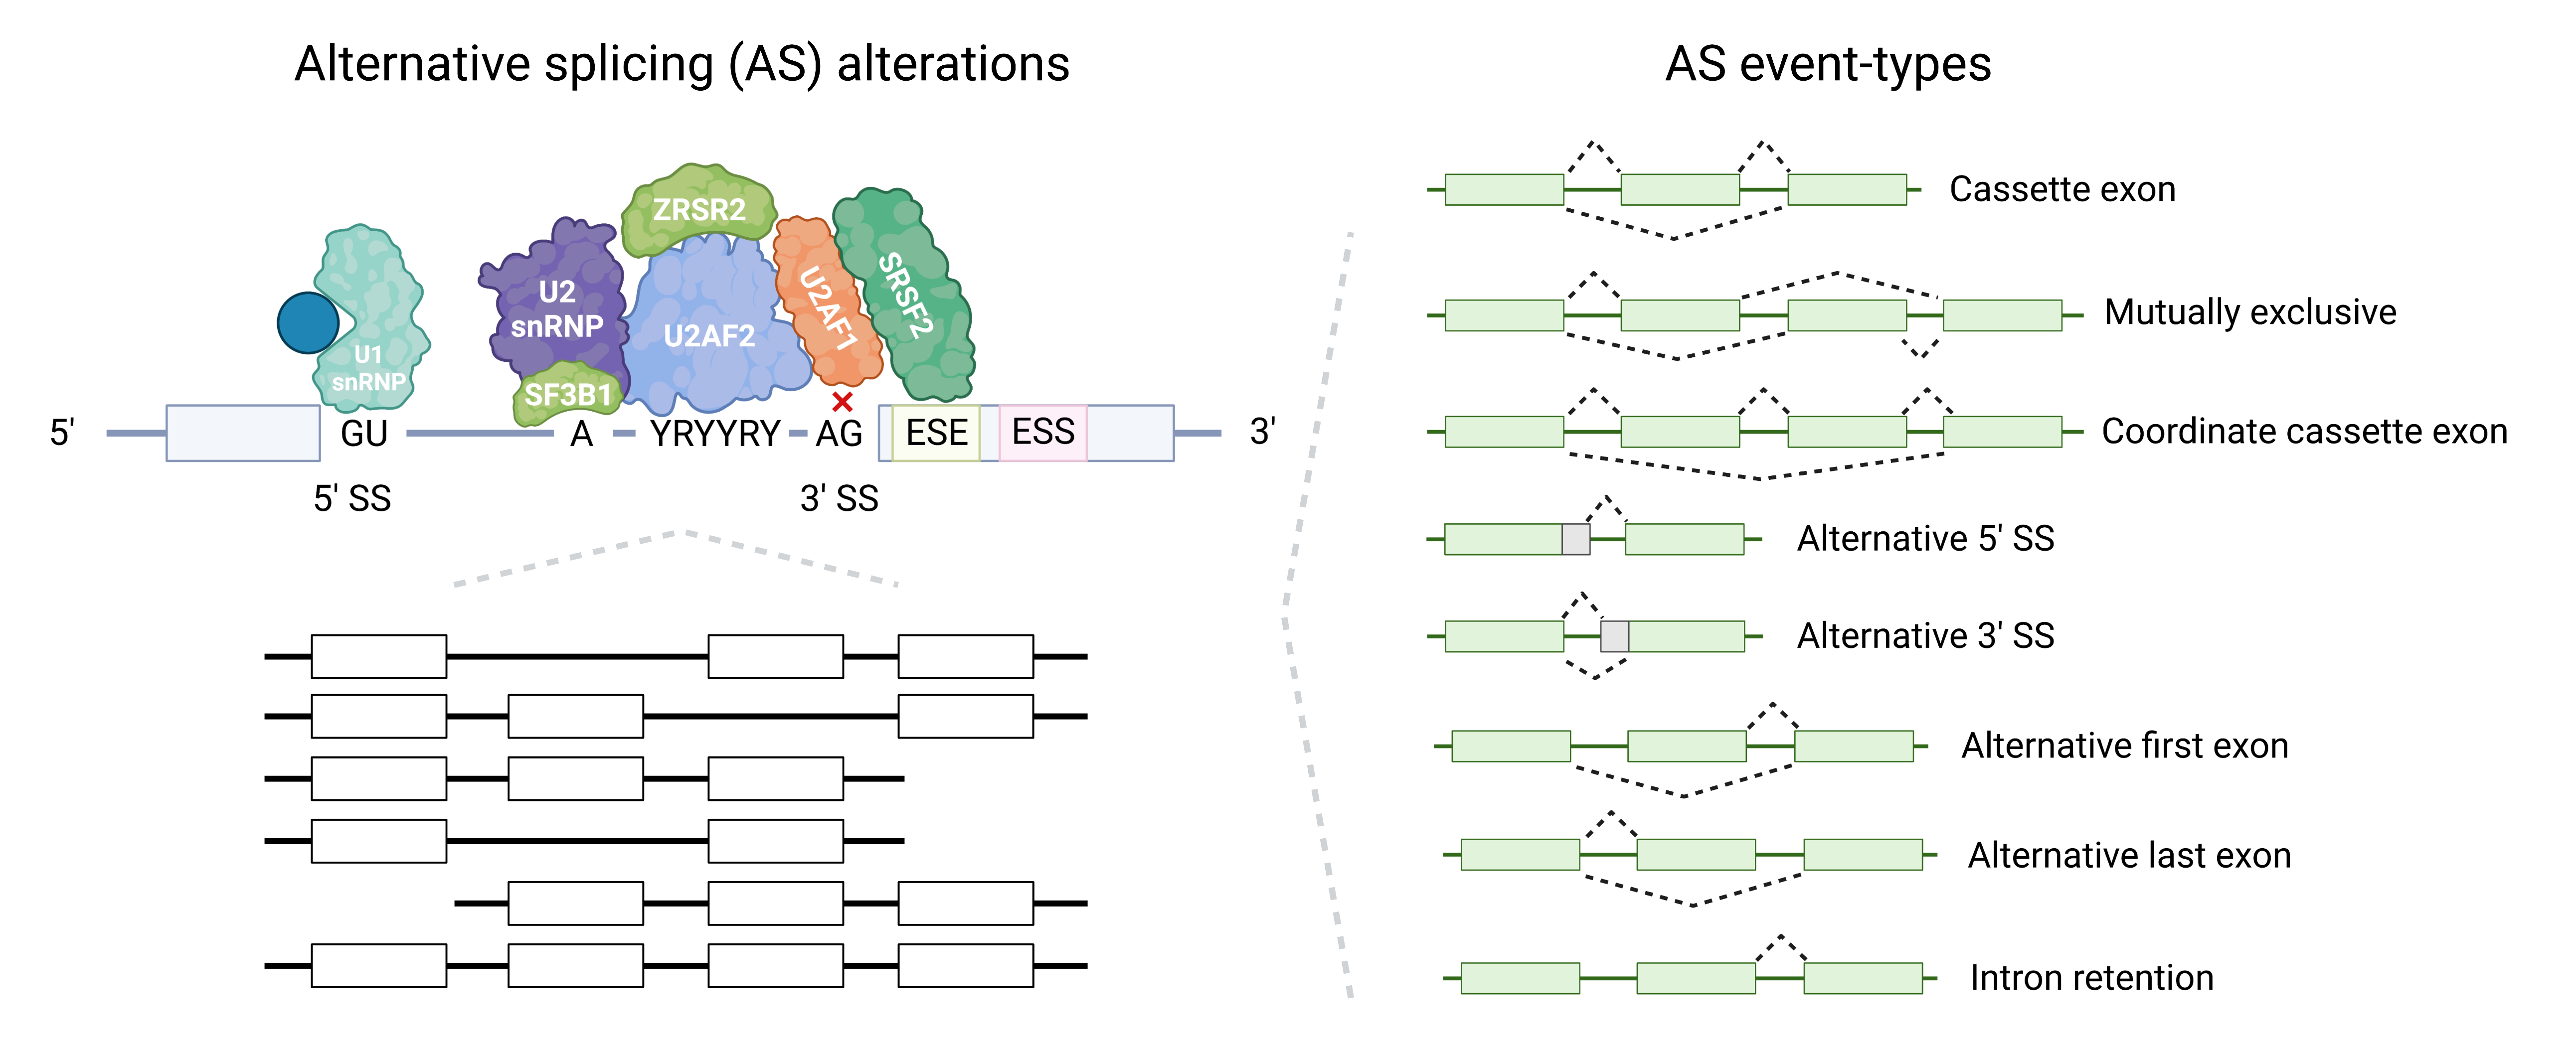 Alternative splicing (AS) alterations
ZRSR2
U2
snRNP
U2AF2
U2AF1
SRSF2
U1
snRNP
SF3B1
5'
GU
A
YRYYRY
AG
ESE
ESS
3'
5' SS
3' SS
AS event-types
Cassette exon
Mutually exclusive
Coordinate cassette exon
Alternative 5' SS
Alternative 3' SS
Alternative first exon
Alternative last exon
Intron retention